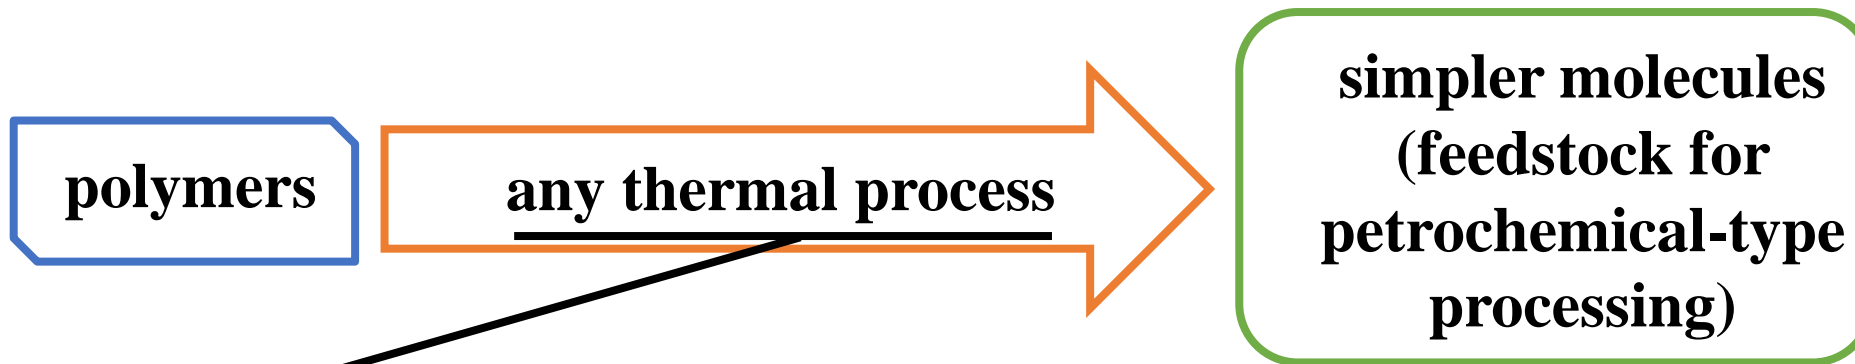 polymers
any thermal process
simpler molecules
(feedstock for
petrochemical-type
processing)